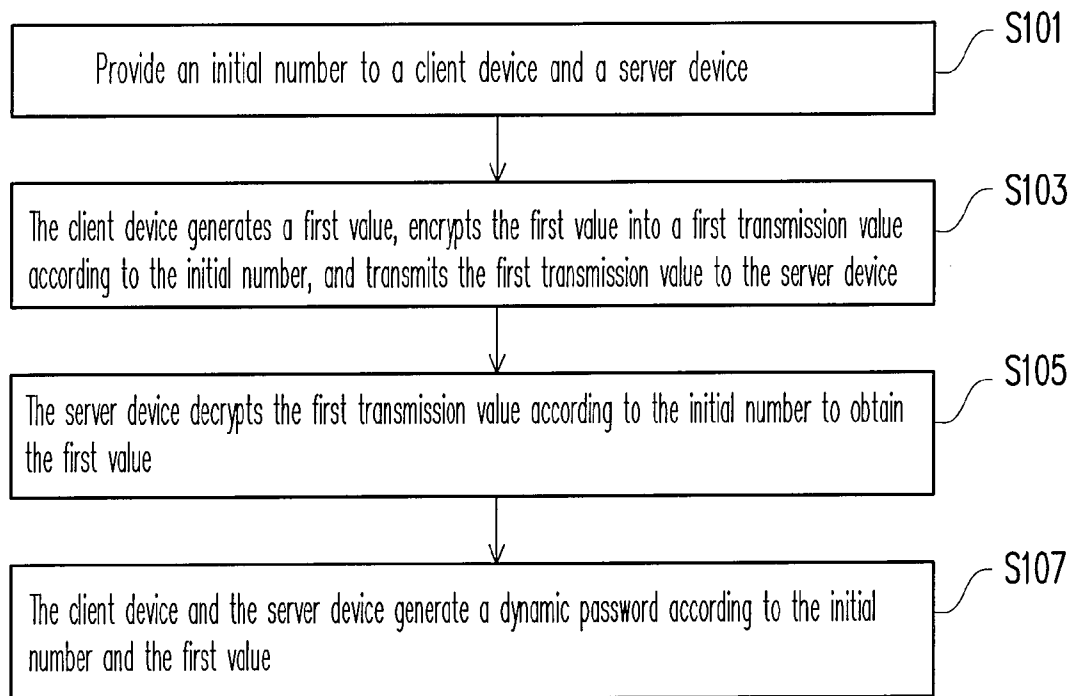 S101
Provide an initial number to a client device and a server device
S103
The client device generates a first value, encrypts the first value into a first transmission value
according to the initial number, and transmits the first transmission value to the server device
S105
The server device decrypts the first transmission value according to the initial number to obtain
the first value
S107
The client device and the server device generate a dynamic password according to the initial
number and the first value